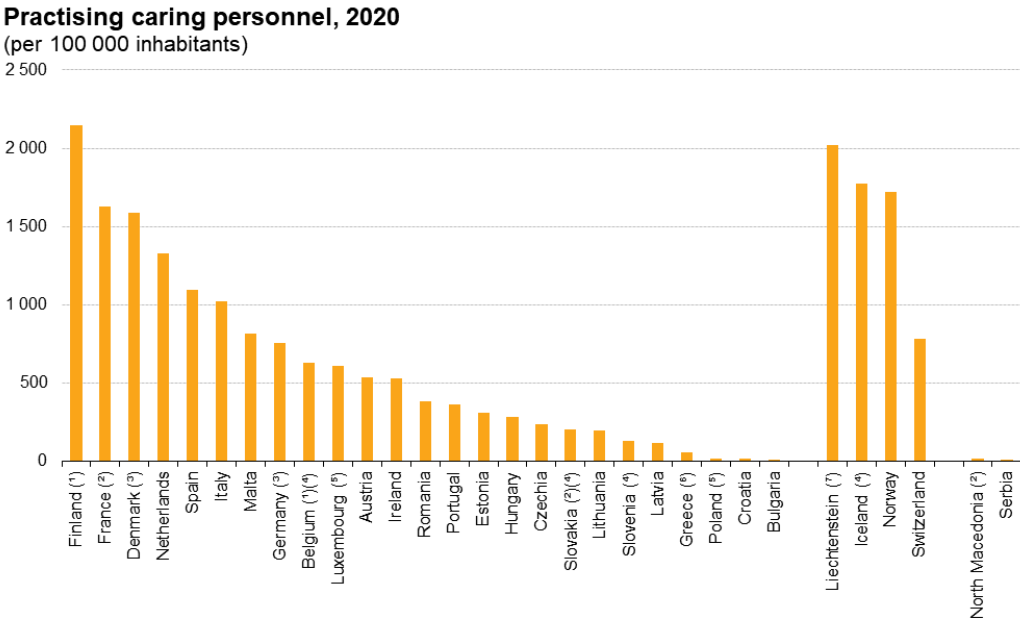 Practising caring personnel, 2020
(per 100 000 inhabitants)
2 500
2 000
1 500
1 000
500
0
Finland (¹)
France (²)
Denmark (³)
Netherlands
Spain
Italy
Malta
Germany (³)
Belgium (¹)(⁴)
Luxembourg (⁵)
Austria
Ireland
Romania
Portugal
Estonia
Hungary
Czechia
Slovakia (²)(⁴)
Lithuania
Slovenia (⁴)
Latvia
Greece (⁶)
Poland (⁵)
Croatia
Bulgaria
Liechtenstein (⁷)
Iceland (⁴)
Norway
Switzerland
North Macedonia (²)
Serbia